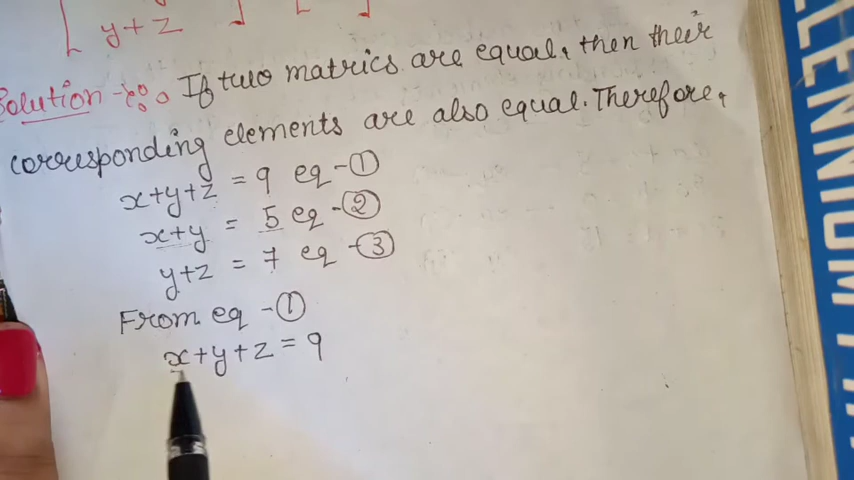 y+z
Solution → If two matrics are equal, then their
corresponding elements are also equal. Therefore,
x+y+z = 9 eq-①
x+y = 5 eq-②
y+z = 7 eq-③
From eq-①
x+y+z = 9